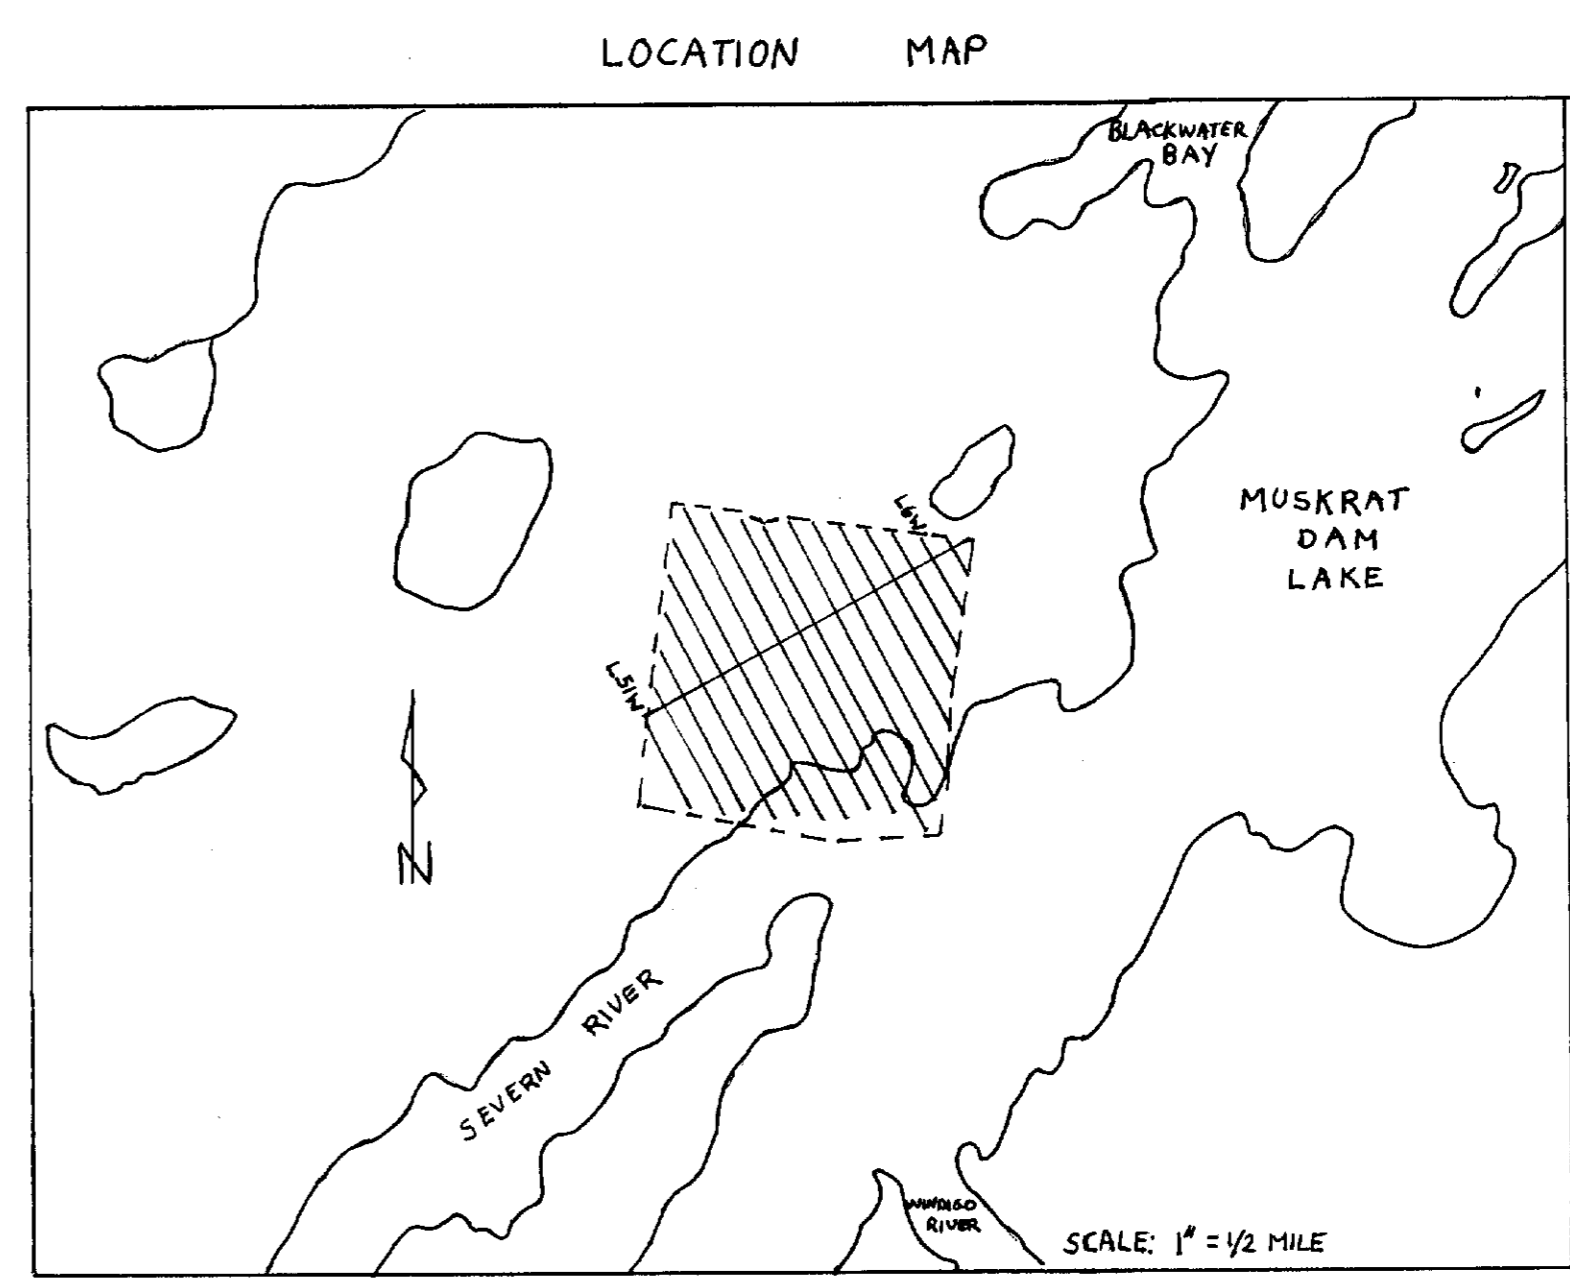 LOCATION MAP
BLACKWATER
BAY
L6W
MUSKRAT
DAM
LAKE
L51W
N
SEVERN RIVER
WINDIGO
RIVER
SCALE: 1" = 1/2 MILE